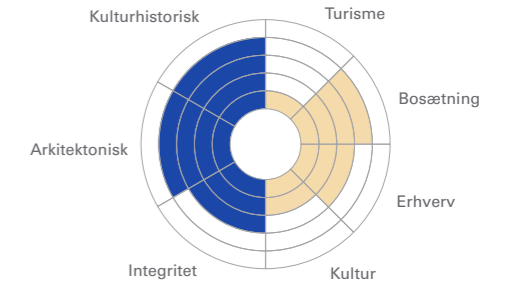 Kulturhistorisk
Turisme
Bosætning
Arkitektonisk
Erhverv
Integritet
Kultur